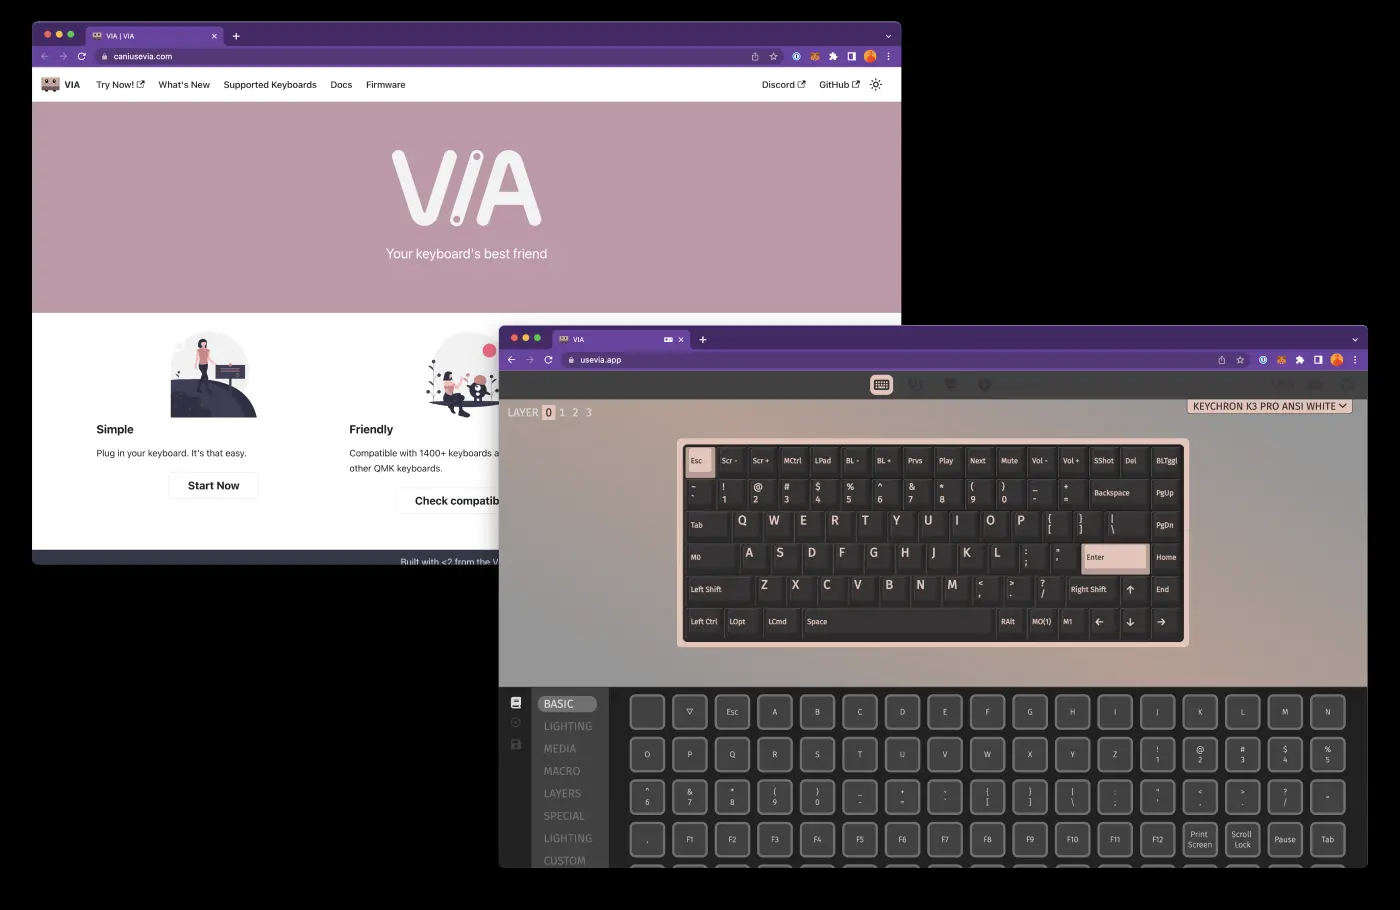 VIA | VIA
caniusevia.com
VIA Try Now! What's New Supported Keyboards Docs Firmware Discord GitHub
VIA
Your keyboard's best friend
Simple
Plug in your keyboard. It's that easy.
Start Now
Friendly
Compatible with 1400+ keyboards a
other QMK keyboards.
Check compatib
Built with <2 from the V
VIA
usevia.app
LAYER 0 1 2 3
KEYCHRON K3 PRO ANSI WHITE
Esc Scr - Scr + MCtrl LPad BL - BL + Prvs Play Next Mute Vol - Vol + SShot Del BLTggl
~ ! @ # $ % ^ & * ( ) _ +
` 1 2 3 4 5 6 7 8 9 0 - = Backspace PgUp
Tab Q W E R T Y U I O P { } | PgDn
[ ] \
M0 A S D F G H J K L : " Enter Home
; '
Left Shift Z X C V B N M < > ? Right Shift ↑ End
, . /
Left Ctrl LOpt LCmd Space RAlt MO(1) M1 ← ↓ →
BASIC
LIGHTING
MEDIA
MACRO
LAYERS
SPECIAL
LIGHTING
CUSTOM
▽ Esc A B C D E F G H I J K L M N
O P Q R S T U V W X Y Z ! @ # $ %
1 2 3 4 5
^ & * ( ) _ + ~ { } | : " < > ? =
6 7 8 9 0 - = ` [ ] \ ; ' , . /
, F1 F2 F3 F4 F5 F6 F7 F8 F9 F10 F11 F12 Print Scroll Pause Tab
Screen Lock